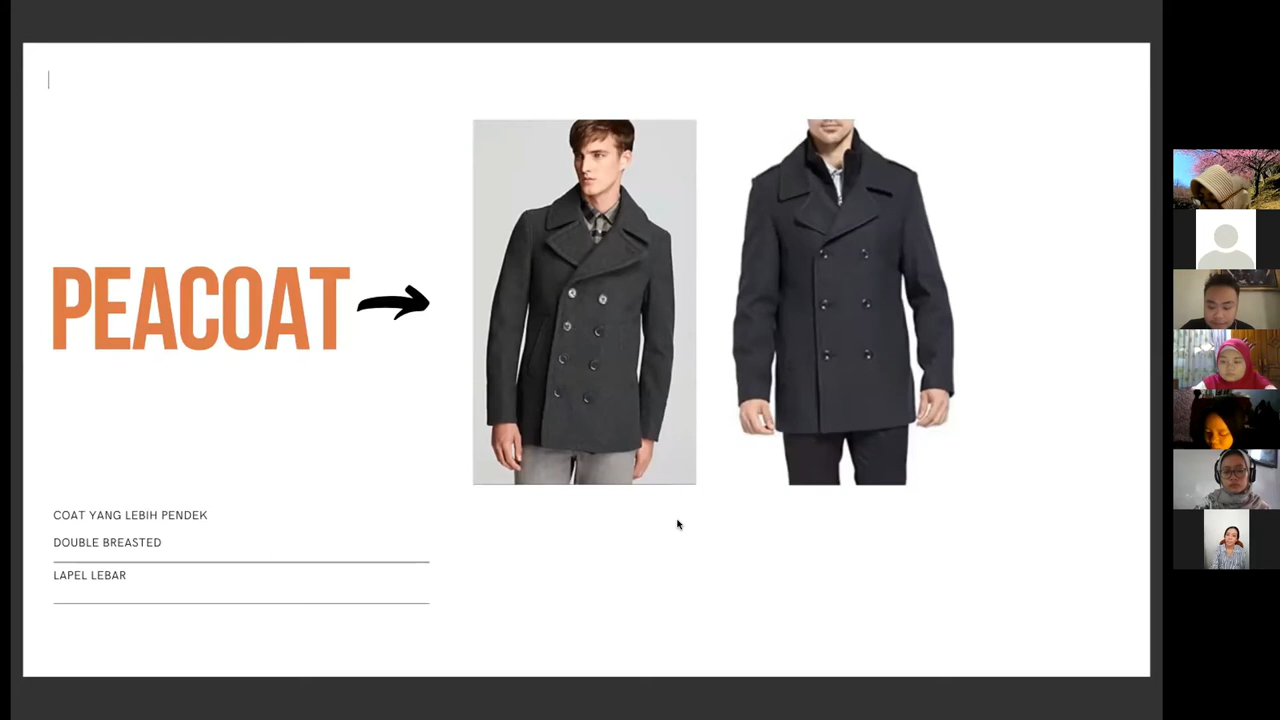 PEACOAT
COAT YANG LEBIH PENDEK
DOUBLE BREASTED
LAPEL LEBAR